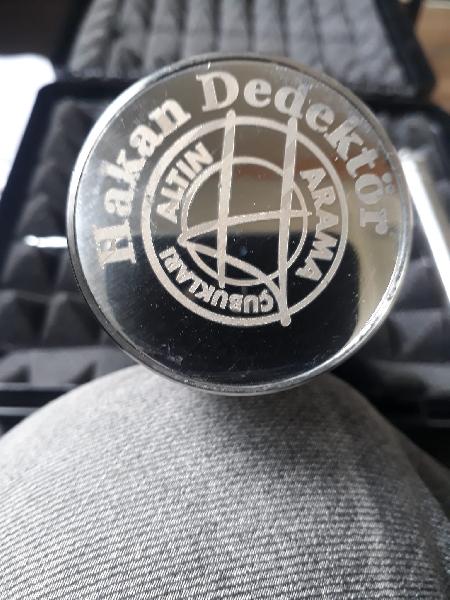 Hakan Dedektör
ALTIN
ARAMA
ÇUBUKLARI